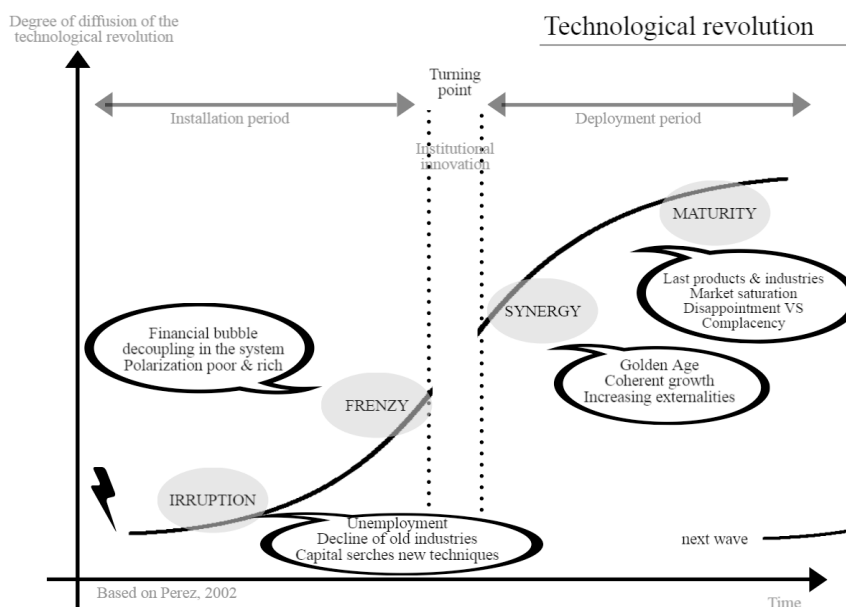 Degree of diffusion of the
technological revolution
Technological revolution
Turning
point
Installation period
Deployment period
Institutional
innovation
MATURITY
Last products & industries
Market saturation
Disappointment VS
Complacency
SYNERGY
Financial bubble
decoupling in the system
Polarization poor & rich
Golden Age
Coherent growth
Increasing externalities
FRENZY
IRRUPTION
Unemployment
Decline of old industries
Capital serches new techniques
next wave
Based on Perez, 2002
Time